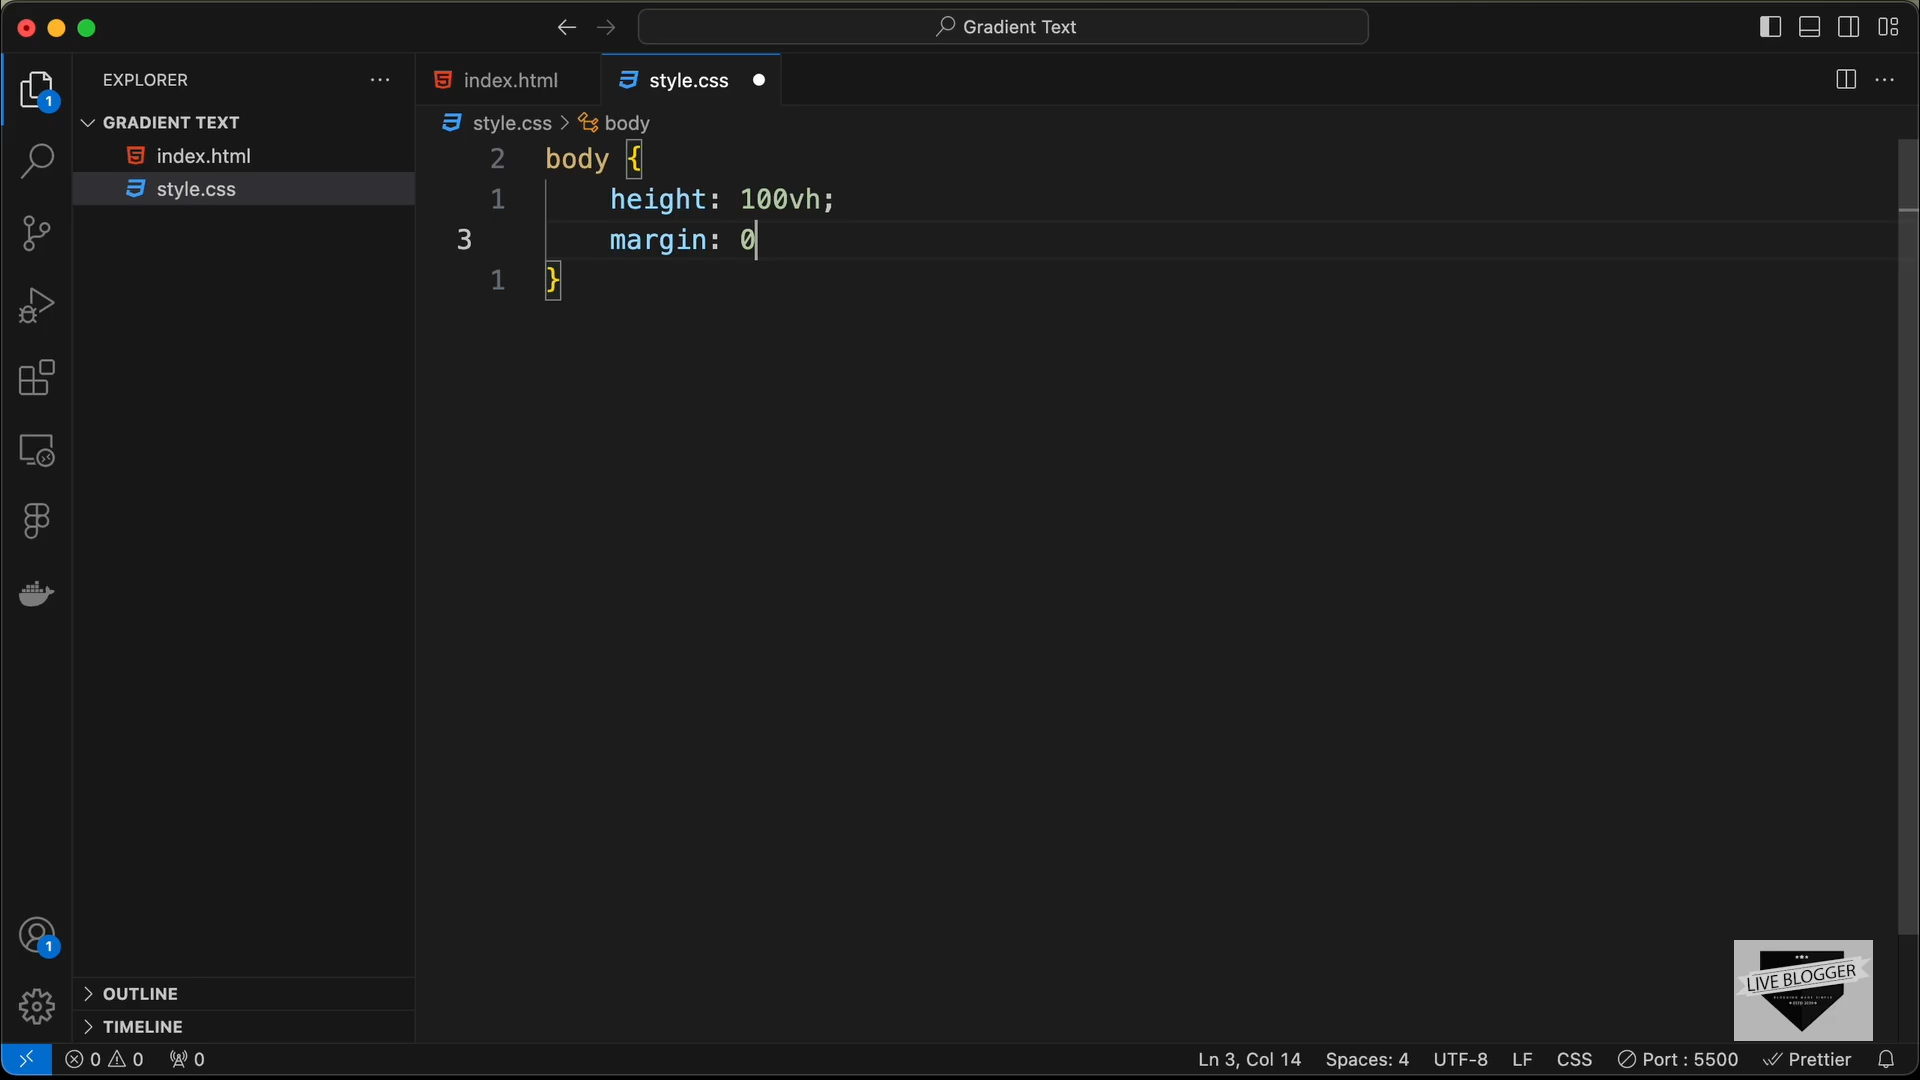 Gradient Text
EXPLORER
GRADIENT TEXT
index.html
style.css
1
index.html
style.css
style.css > body
2 body {
1 height: 100vh;
3 margin: 0
1 }
1
OUTLINE
TIMELINE
LIVE BLOGGER
0 0 0
Ln 3, Col 14 Spaces: 4 UTF-8 LF CSS Port : 5500 Prettier